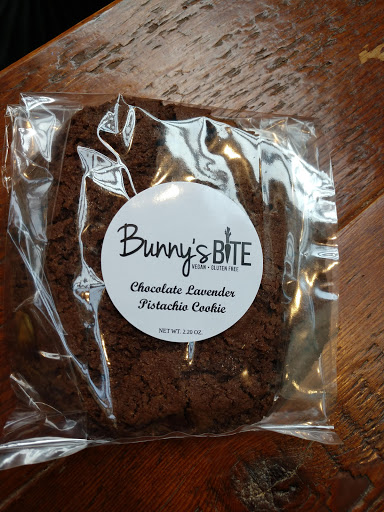 Bunny's BITE
VEGAN • GLUTEN FREE
Chocolate Lavender
Pistachio Cookie
NET WT. 2.20 OZ.